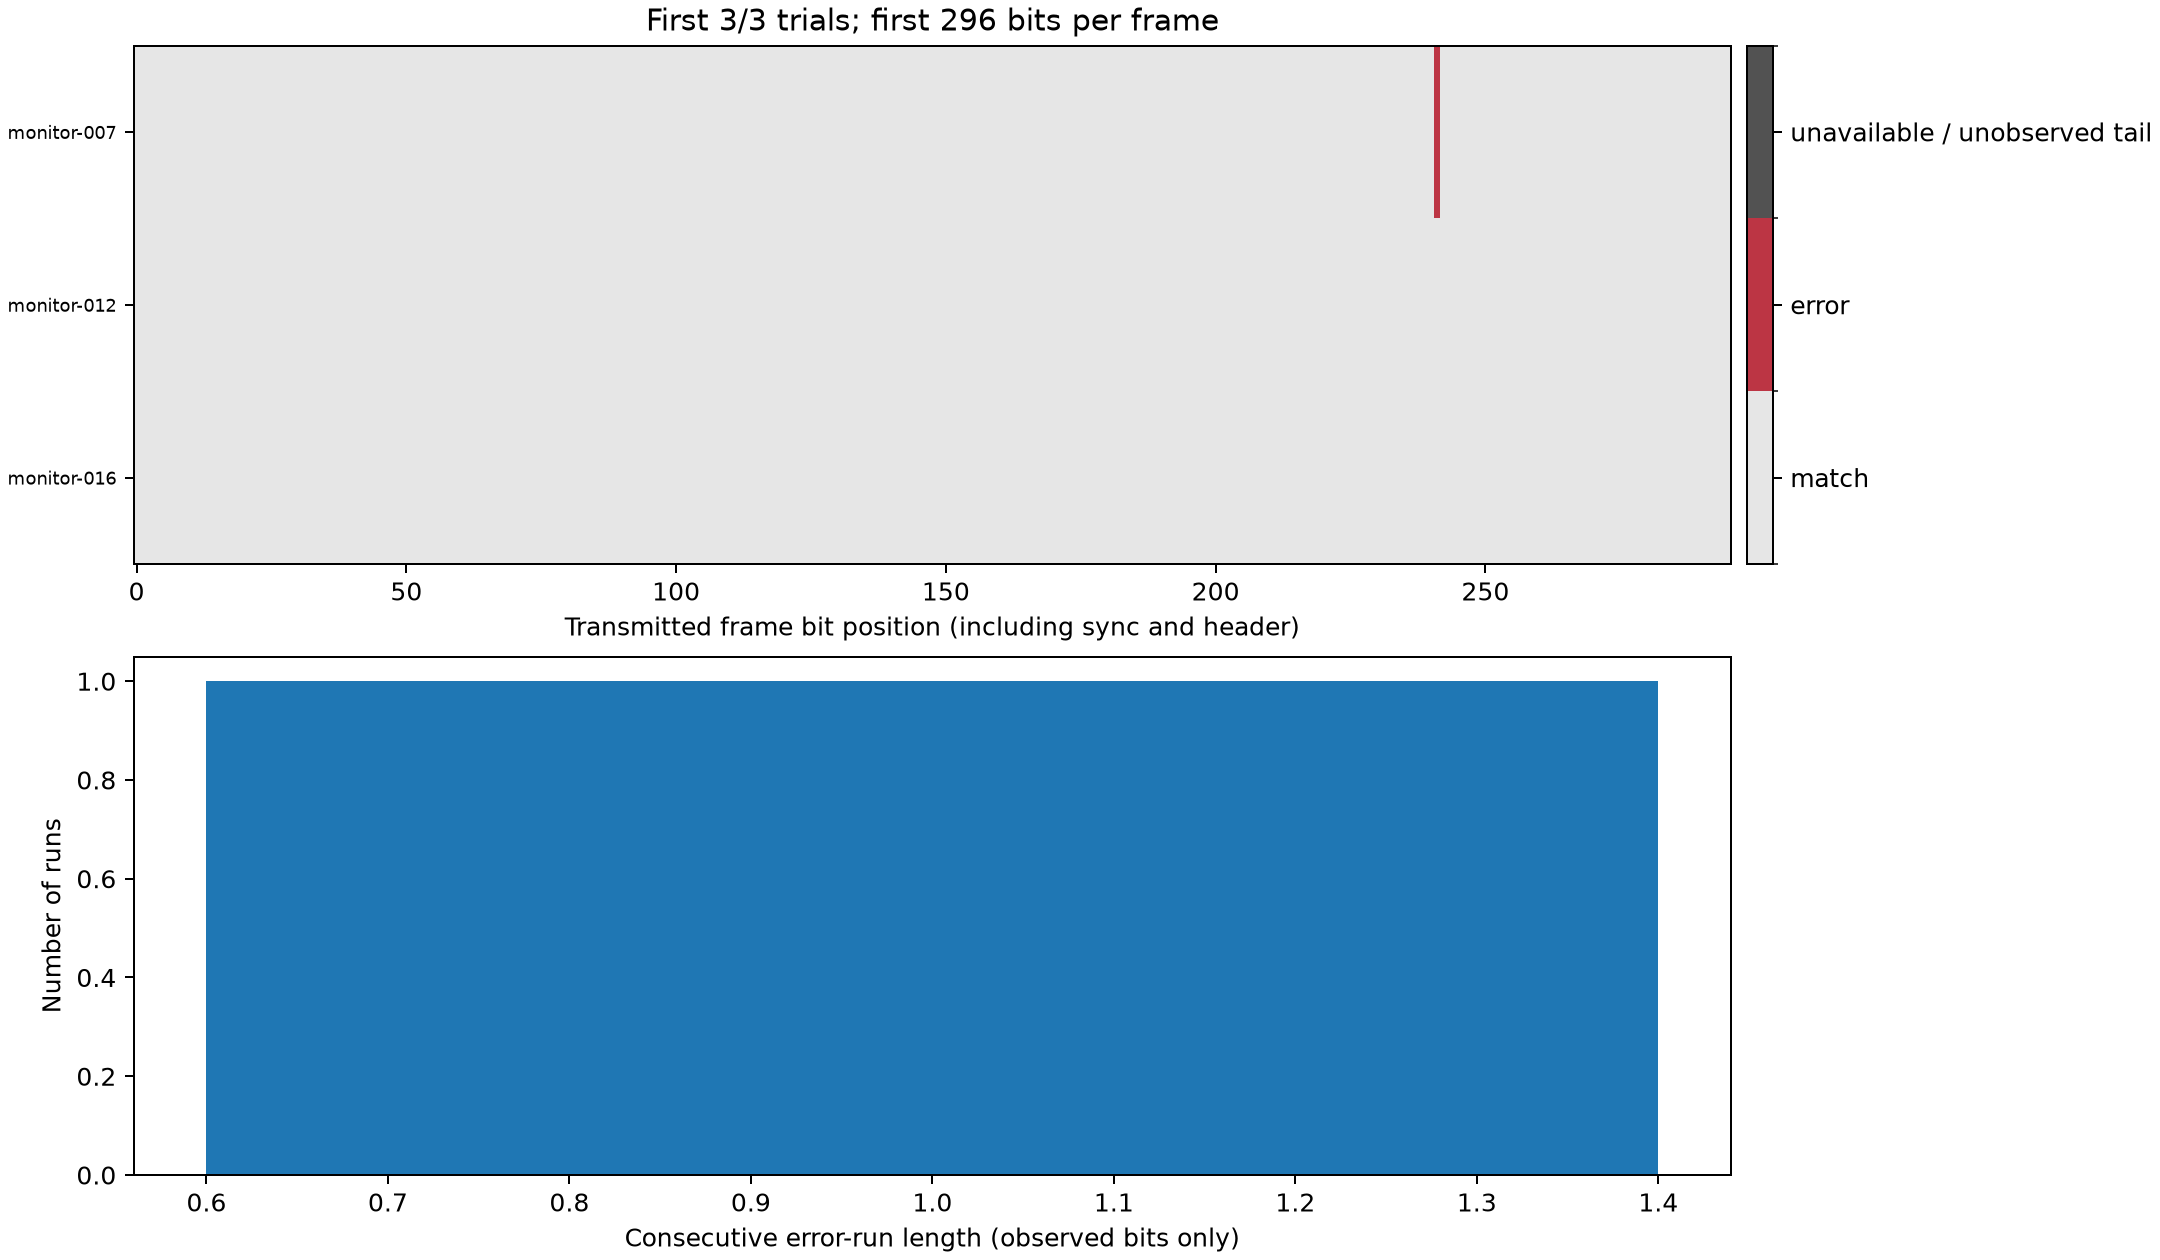 First 3/3 trials; first 296 bits per frame
monitor-007
monitor-012
monitor-016
unavailable / unobserved tail
error
match
0 50 100 150 200 250
Transmitted frame bit position (including sync and header)
1.0
0.8
0.6
0.4
0.2
0.0
Number of runs
0.6 0.7 0.8 0.9 1.0 1.1 1.2 1.3 1.4
Consecutive error-run length (observed bits only)